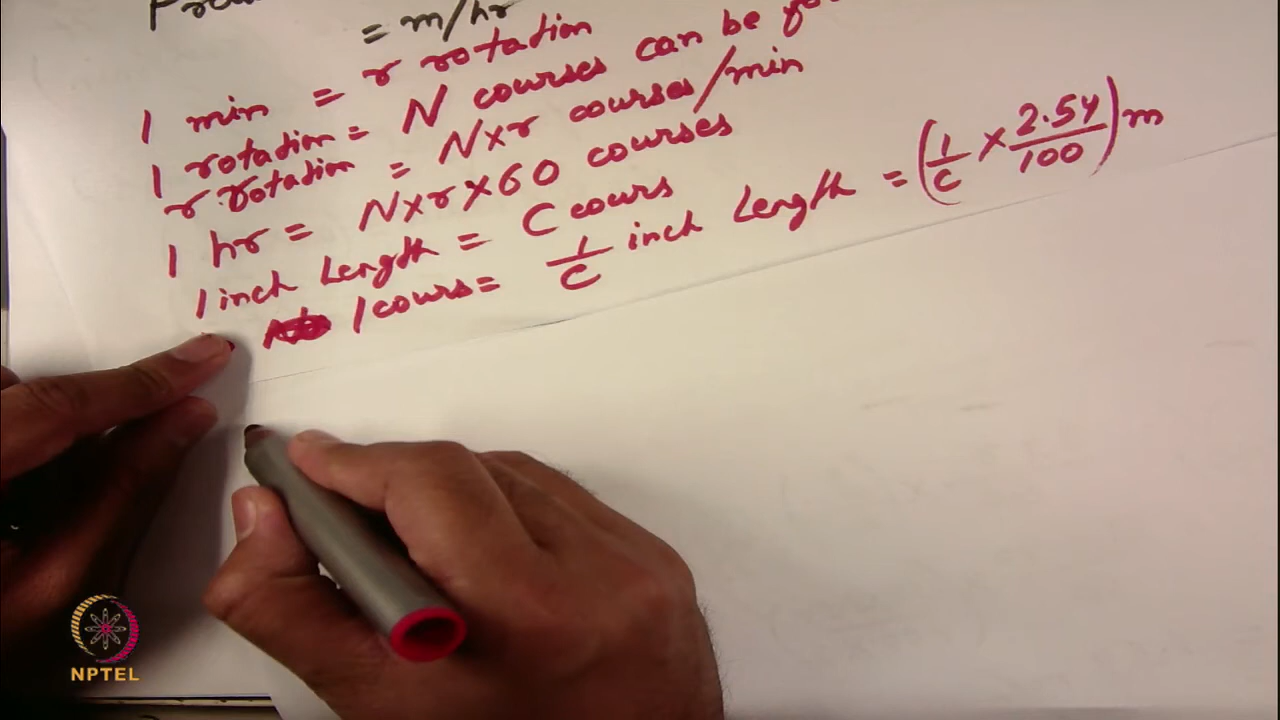 = m/hr
1 min = r rotation
1 rotation = N courses can be
r rotation = N×r courses/min
1 hr = N×r×60 courses
1 inch Length = C cours
1 cours = 1/C inch Length = (1/C × 2.54/100) m
NPTEL